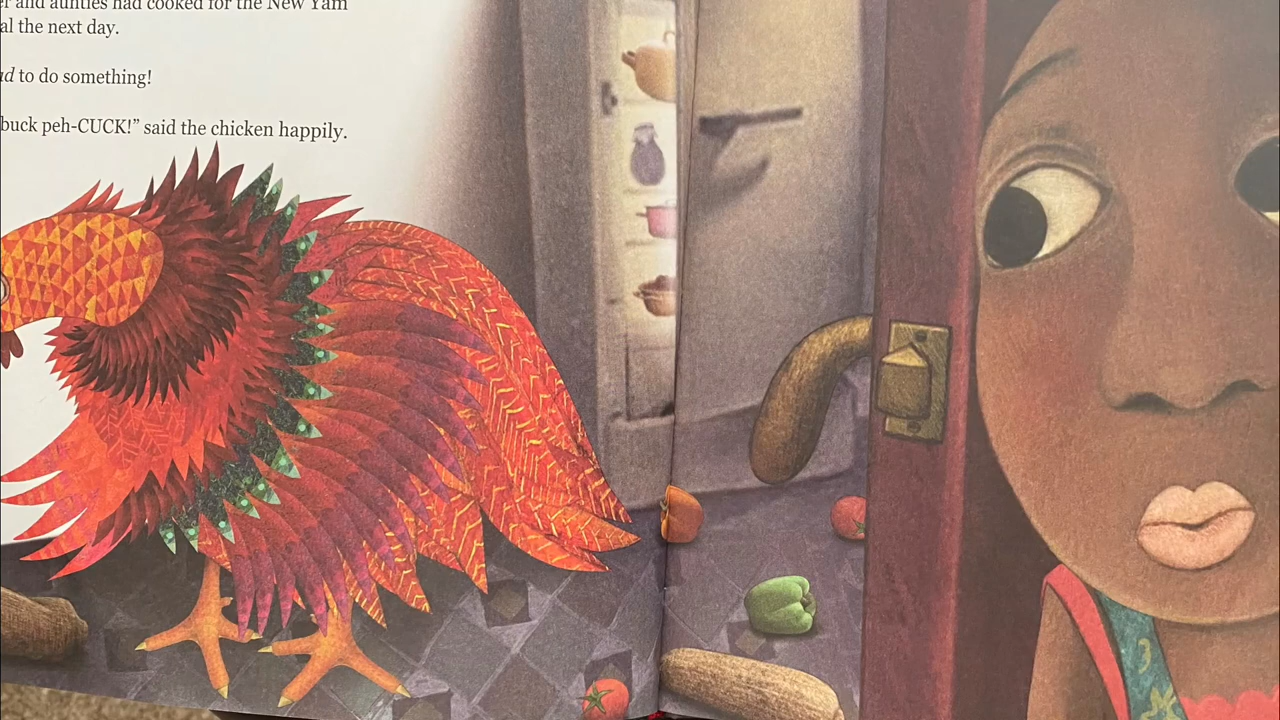 and aunties had cooked for the New Yam
the next day.
to do something!
buck peh-CUCK!” said the chicken happily.